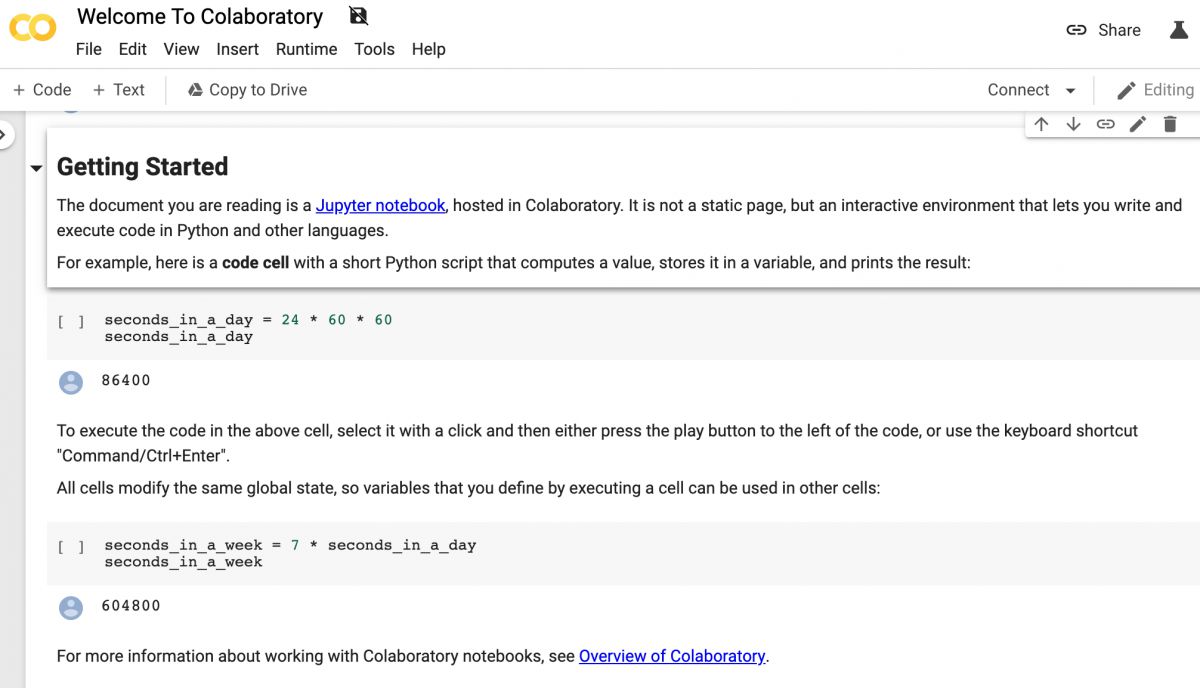 Welcome To Colaboratory
Share
File Edit View Insert Runtime Tools Help
+ Code + Text Copy to Drive
Connect Editing
Getting Started
The document you are reading is a Jupyter notebook, hosted in Colaboratory. It is not a static page, but an interactive environment that lets you write and
execute code in Python and other languages.
For example, here is a code cell with a short Python script that computes a value, stores it in a variable, and prints the result:
[ ] seconds_in_a_day = 24 * 60 * 60
seconds_in_a_day
86400
To execute the code in the above cell, select it with a click and then either press the play button to the left of the code, or use the keyboard shortcut
"Command/Ctrl+Enter".
All cells modify the same global state, so variables that you define by executing a cell can be used in other cells:
[ ] seconds_in_a_week = 7 * seconds_in_a_day
seconds_in_a_week
604800
For more information about working with Colaboratory notebooks, see Overview of Colaboratory.